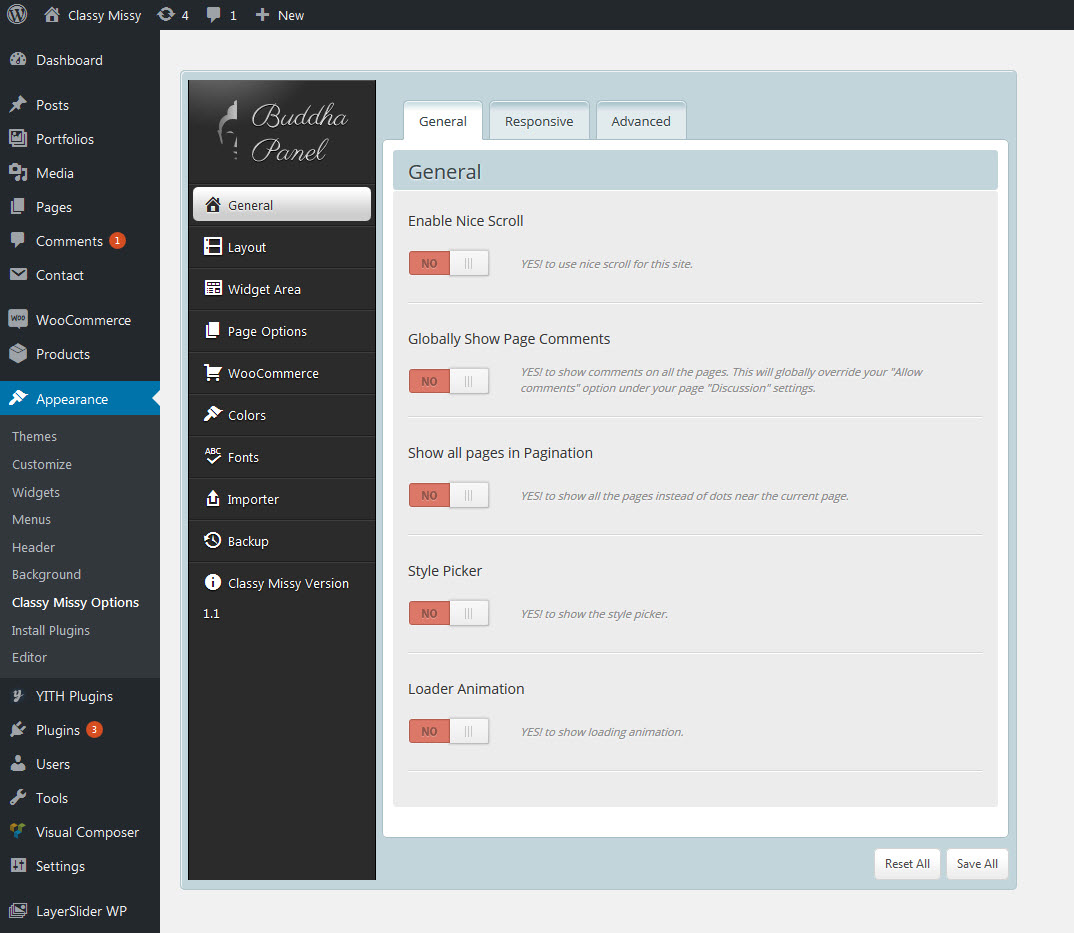 Classy Missy 4 1 New
Dashboard
Posts
Portfolios
Media
Pages
Comments 1
Contact
WOO WooCommerce
Products
Appearance
Themes
Customize
Widgets
Menus
Header
Background
Classy Missy Options
Install Plugins
Editor
YITH Plugins
Plugins 3
Users
Tools
Visual Composer
Settings
LayerSlider WP
Buddha
Panel
General
Layout
Widget Area
Page Options
WooCommerce
Colors
ABC Fonts
Importer
Backup
Classy Missy Version
1.1
General Responsive Advanced
General
Enable Nice Scroll
NO YES! to use nice scroll for this site.
Globally Show Page Comments
NO YES! to show comments on all the pages. This will globally override your "Allow
comments" option under your page "Discussion" settings.
Show all pages in Pagination
NO YES! to show all the pages instead of dots near the current page.
Style Picker
NO YES! to show the style picker.
Loader Animation
NO YES! to show loading animation.
Reset All Save All